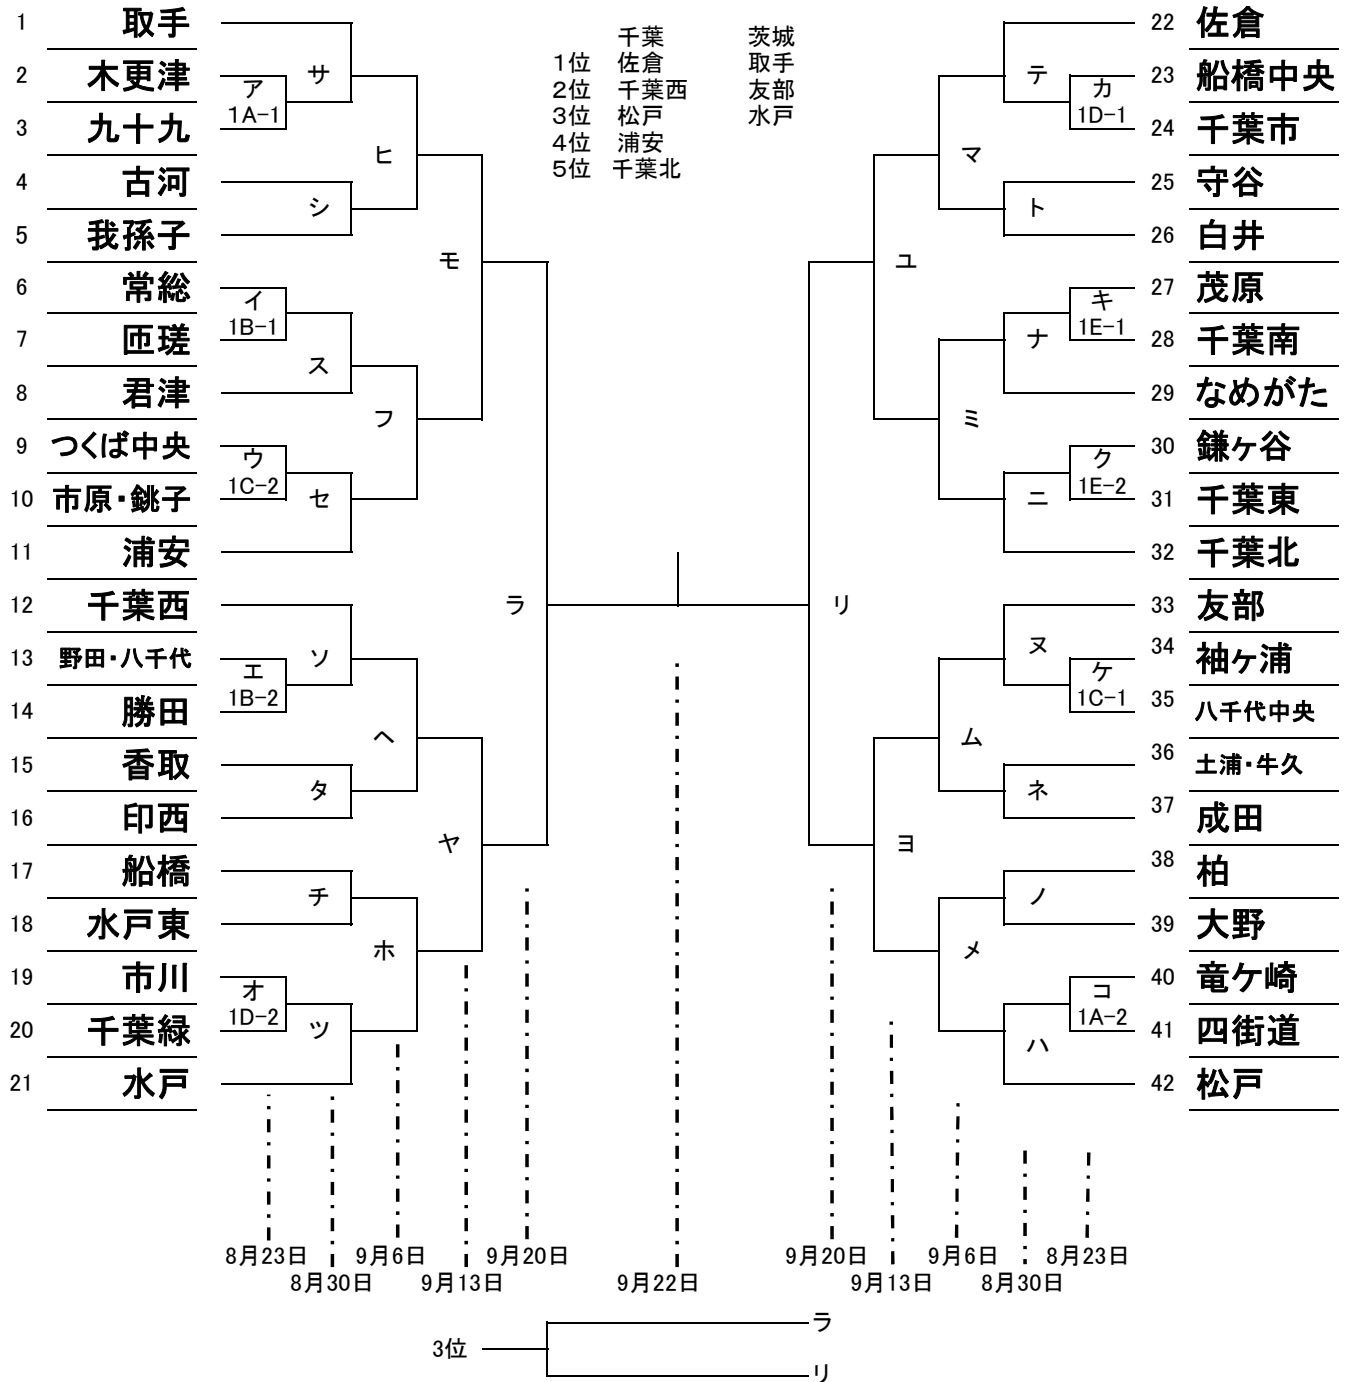 千葉 茨城
1位 佐倉 取手
2位 千葉西 友部
3位 松戸 水戸
4位 浦安
5位 千葉北
1 取手
2 木更津
3 九十九
4 古河
5 我孫子
6 常総
7 匝瑳
8 君津
9 つくば中央
10 市原・銚子
11 浦安
12 千葉西
13 野田・八千代
14 勝田
15 香取
16 印西
17 船橋
18 水戸東
19 市川
20 千葉緑
21 水戸
ア
1A-1
イ
1B-1
ウ
1C-2
エ
1B-2
オ
1D-2
サ
シ
ス
セ
ソ
タ
チ
ツ
ヒ
フ
ヘ
ホ
モ
ヤ
ラ
リ
ユ
ヨ
マ
ミ
ム
メ
テ
ト
ナ
ニ
ヌ
ネ
ノ
ハ
カ
1D-1
キ
1E-1
ク
1E-2
ケ
1C-1
コ
1A-2
22 佐倉
23 船橋中央
24 千葉市
25 守谷
26 白井
27 茂原
28 千葉南
29 なめがた
30 鎌ヶ谷
31 千葉東
32 千葉北
33 友部
34 袖ヶ浦
35 八千代中央
36 土浦・牛久
37 成田
38 柏
39 大野
40 竜ケ崎
41 四街道
42 松戸
8月23日 9月6日 9月20日 9月20日 9月6日 8月23日
8月30日 9月13日 9月22日 9月13日 8月30日
ラ
3位
リ